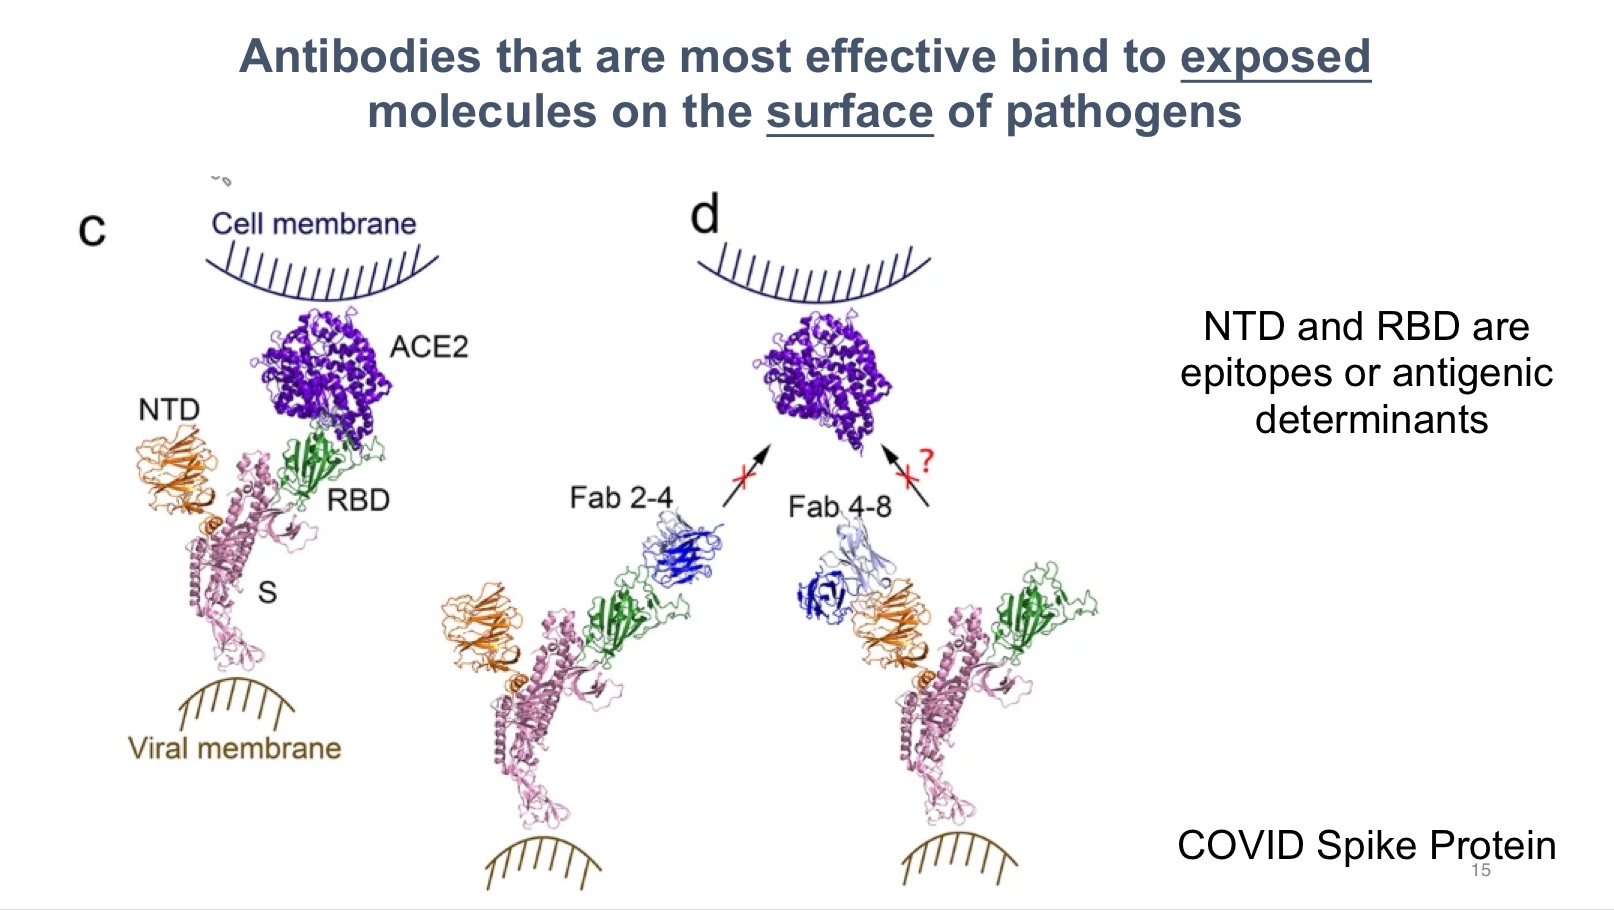 Antibodies that are most effective bind to exposed
molecules on the surface of pathogens
c
Cell membrane
ACE2
NTD
RBD
S
Viral membrane
d
Fab 2-4
Fab 4-8
?
NTD and RBD are
epitopes or antigenic
determinants
COVID Spike Protein
15